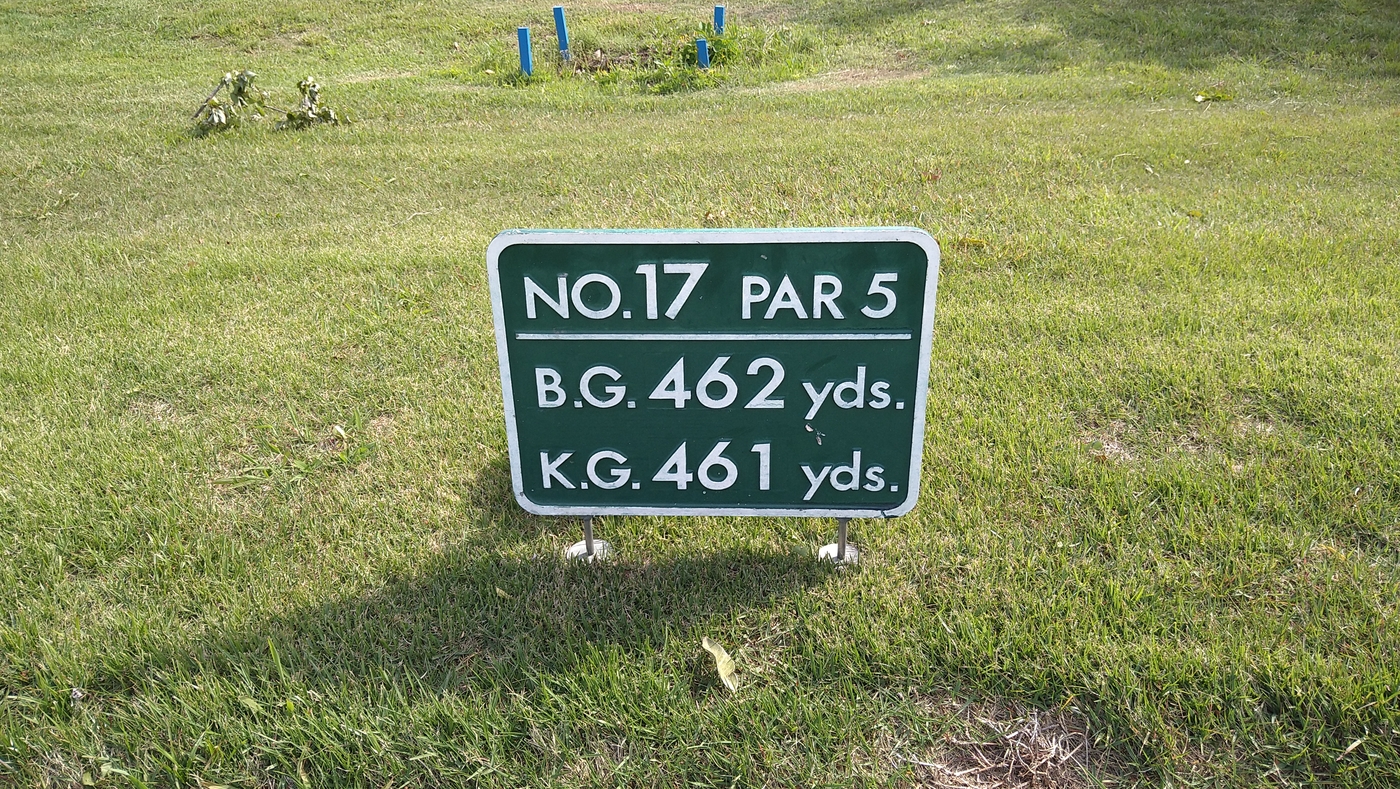 NO.17 PAR 5
B.G. 462 yds.
K.G. 461 yds.